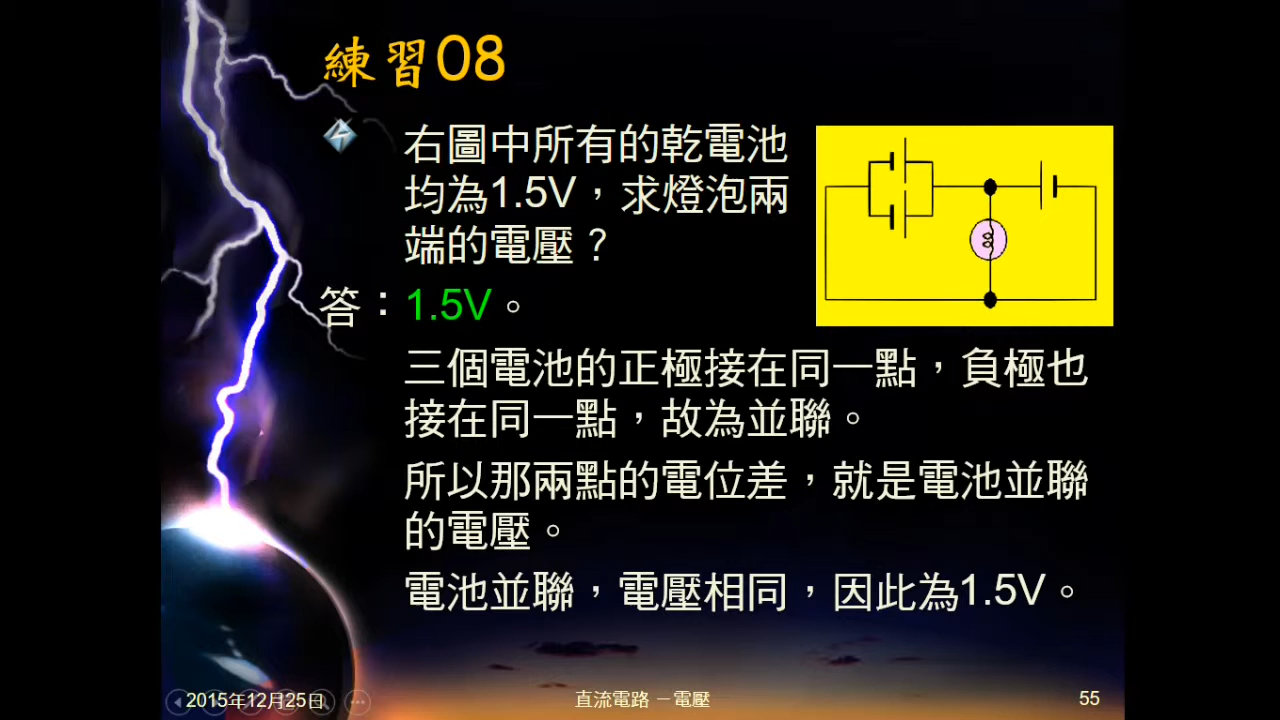 練習08
右圖中所有的乾電池
均為1.5V，求燈泡兩
端的電壓？
答：1.5V。
三個電池的正極接在同一點，負極也
接在同一點，故為並聯。
所以那兩點的電位差，就是電池並聯
的電壓。
電池並聯，電壓相同，因此為1.5V。
2015年12月25日
直流電路－電壓
55